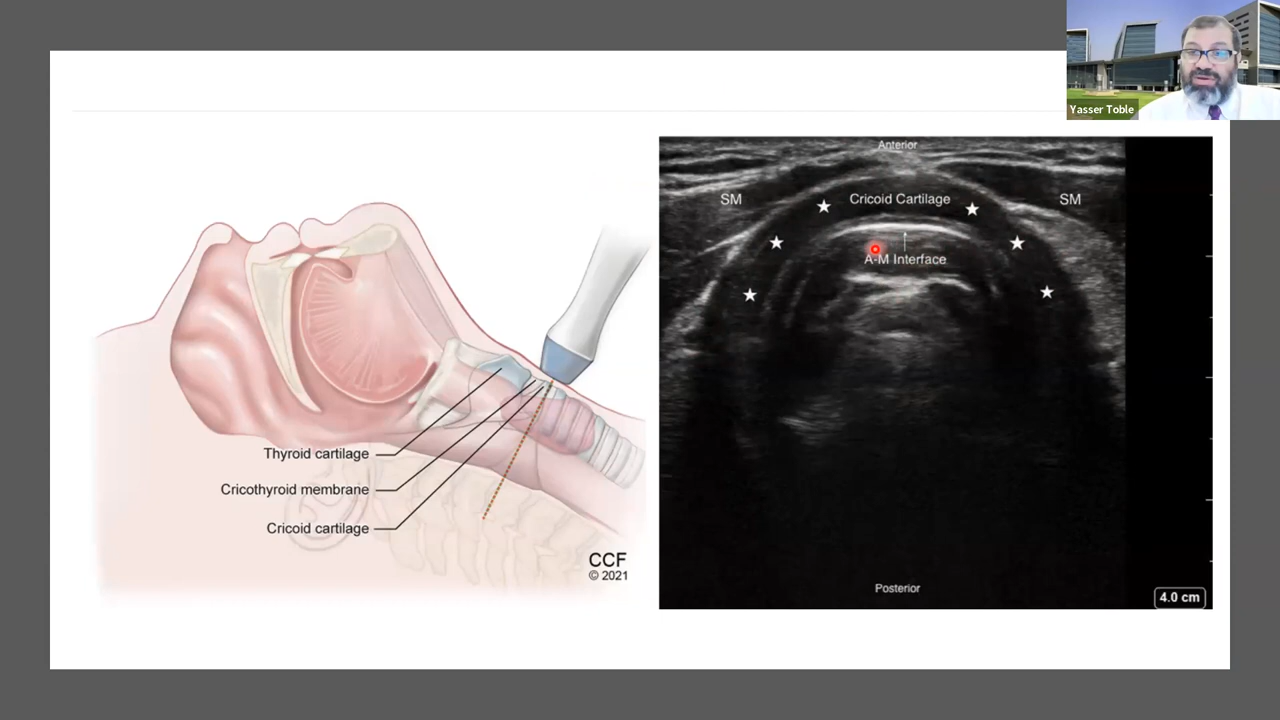 Yasser Toble
Thyroid cartilage
Cricothyroid membrane
Cricoid cartilage
CCF
© 2021
Anterior
SM
Cricoid Cartilage
SM
A-M Interface
Posterior
4.0 cm